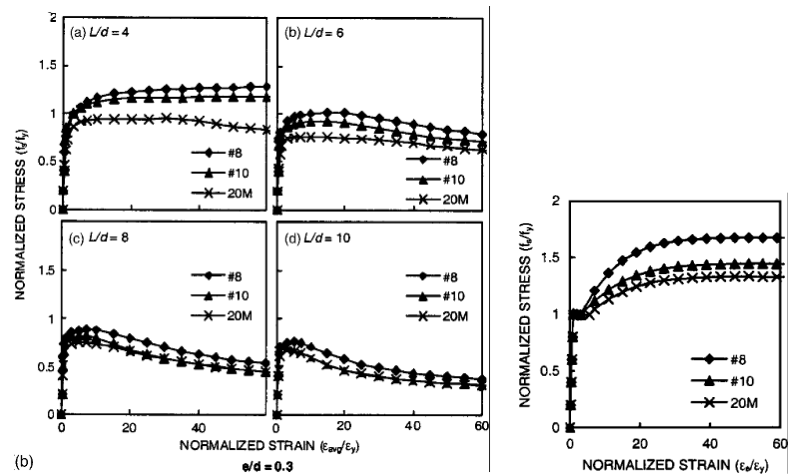 NORMALIZED STRESS (fs/fy)
2
1.5
1
0.5
0
(a) L/d = 4
#8
#10
20M
(b) L/d = 6
#8
#10
20M
1.5
1
0.5
0
(c) L/d = 8
#8
#10
20M
(d) L/d = 10
#8
#10
20M
0 20 40 0 20 40 60
NORMALIZED STRAIN (εavg/εy)
(b)
e/d = 0.3
NORMALIZED STRESS (fs/fy)
2
1.5
1
0.5
0
#8
#10
20M
0 20 40 60
NORMALIZED STRAIN (εs/εy)